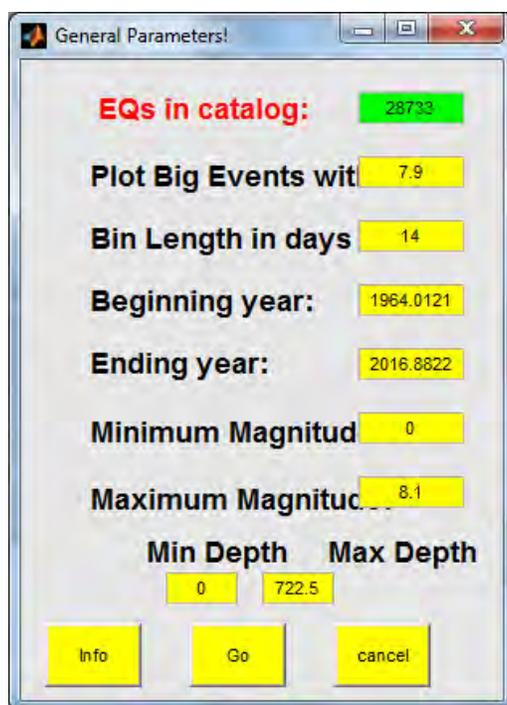 General Parameters!
EQs in catalog: 28733
Plot Big Events wit 7.9
Bin Length in days 14
Beginning year: 1964.0121
Ending year: 2016.8822
Minimum Magnitud 0
Maximum Magnitude: 8.1
Min Depth Max Depth
0 722.5
Info Go cancel